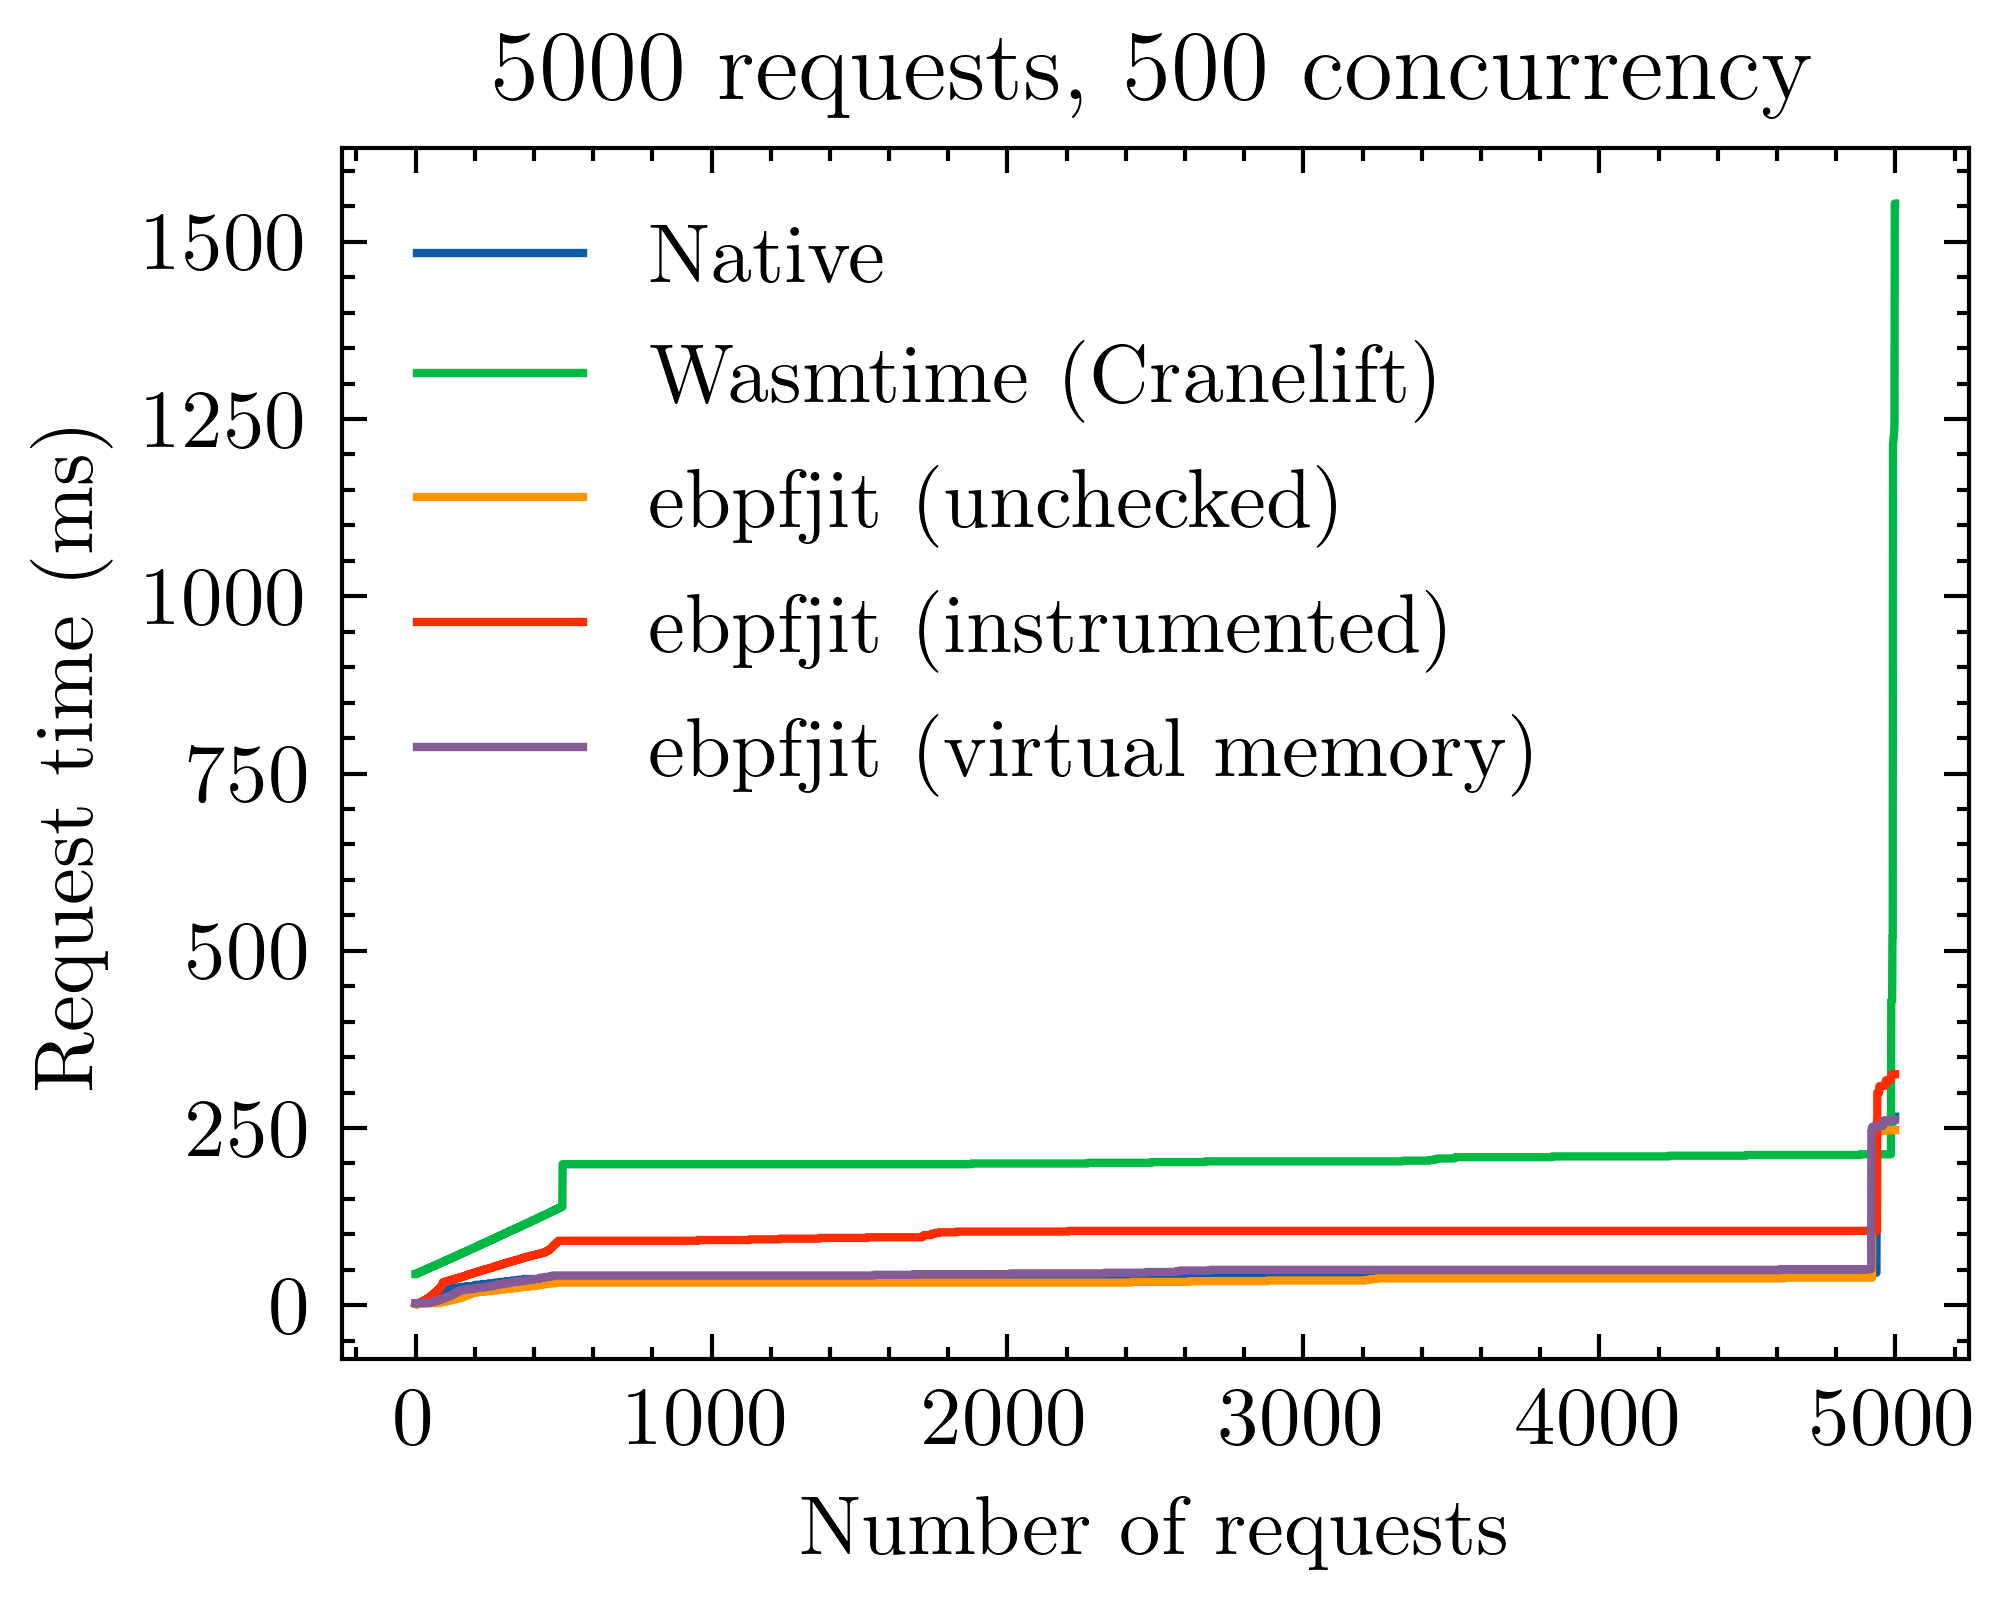 5000 requests, 500 concurrency
Native
Wasmtime (Cranelift)
ebpfjit (unchecked)
ebpfjit (instrumented)
ebpfjit (virtual memory)
Request time (ms)
1500
1250
1000
750
500
250
0
0 1000 2000 3000 4000 5000
Number of requests